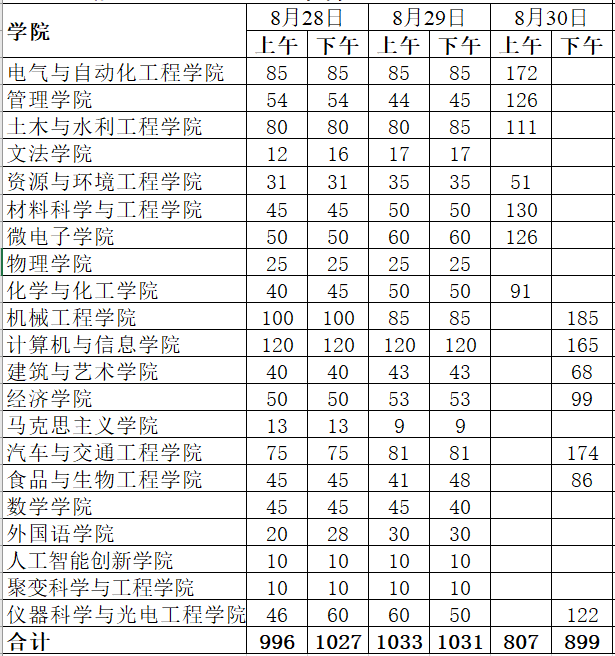 学院 8月28日 8月29日 8月30日
上午 下午 上午 下午 上午 下午
电气与自动化工程学院 85 85 85 85 172
管理学院 54 54 44 45 126
土木与水利工程学院 80 80 80 85 111
文法学院 12 16 17 17
资源与环境工程学院 31 31 35 35 51
材料科学与工程学院 45 45 50 50 130
微电子学院 50 50 60 60 126
物理学院 25 25 25 25
化学与化工学院 40 45 50 50 91
机械工程学院 100 100 85 85 185
计算机与信息学院 120 120 120 120 165
建筑与艺术学院 40 40 43 43 68
经济学院 50 50 53 53 99
马克思主义学院 13 13 9 9
汽车与交通工程学院 75 75 81 81 174
食品与生物工程学院 45 45 41 48 86
数学学院 45 45 45 40
外国语学院 20 28 30 30
人工智能创新学院 10 10 10 10
聚变科学与工程学院 10 10 10 10
仪器科学与光电工程学院 46 60 60 50 122
合计 996 1027 1033 1031 807 899